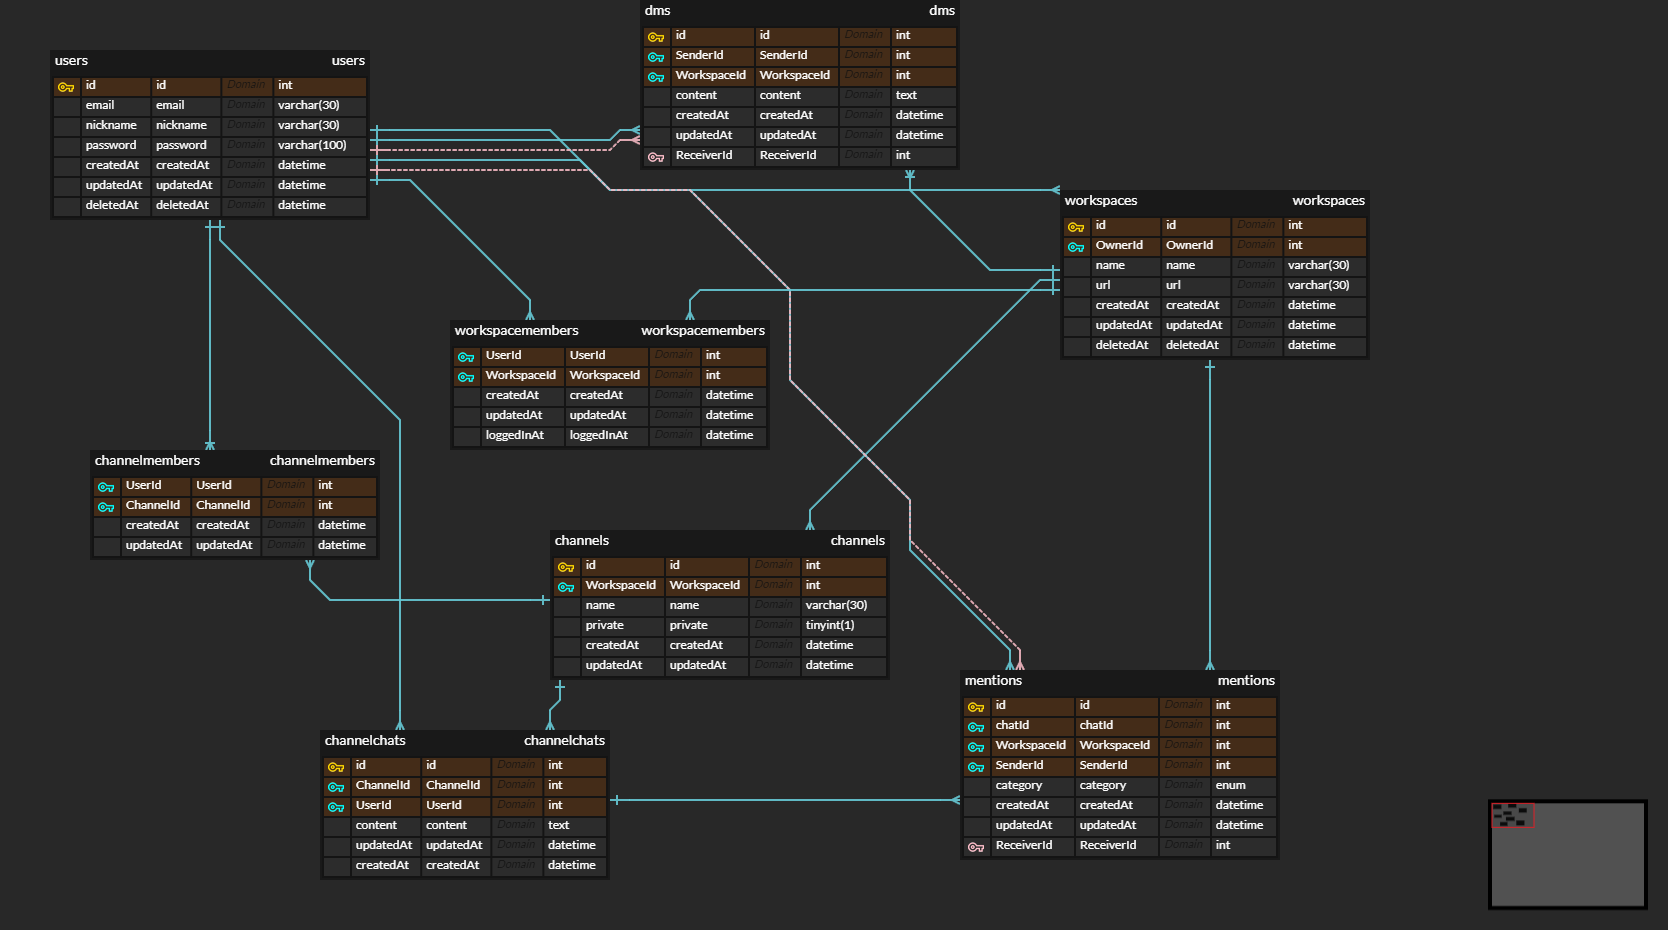 dms dms
id id Domain int
SenderId SenderId Domain int
WorkspaceId WorkspaceId Domain int
content content Domain text
createdAt createdAt Domain datetime
updatedAt updatedAt Domain datetime
ReceiverId ReceiverId Domain int
users users
id id Domain int
email email Domain varchar(30)
nickname nickname Domain varchar(30)
password password Domain varchar(100)
createdAt createdAt Domain datetime
updatedAt updatedAt Domain datetime
deletedAt deletedAt Domain datetime
workspaces workspaces
id id Domain int
OwnerId OwnerId Domain int
name name Domain varchar(30)
url url Domain varchar(30)
createdAt createdAt Domain datetime
updatedAt updatedAt Domain datetime
deletedAt deletedAt Domain datetime
workspacemembers workspacemembers
UserId UserId Domain int
WorkspaceId WorkspaceId Domain int
createdAt createdAt Domain datetime
updatedAt updatedAt Domain datetime
loggedInAt loggedInAt Domain datetime
channelmembers channelmembers
UserId UserId Domain int
ChannelId ChannelId Domain int
createdAt createdAt Domain datetime
updatedAt updatedAt Domain datetime
channels channels
id id Domain int
WorkspaceId WorkspaceId Domain int
name name Domain varchar(30)
private private Domain tinyint(1)
createdAt createdAt Domain datetime
updatedAt updatedAt Domain datetime
mentions mentions
id id Domain int
chatId chatId Domain int
WorkspaceId WorkspaceId Domain int
SenderId SenderId Domain int
category category Domain enum
createdAt createdAt Domain datetime
updatedAt updatedAt Domain datetime
ReceiverId ReceiverId Domain int
channelchats channelchats
id id Domain int
ChannelId ChannelId Domain int
UserId UserId Domain int
content content Domain text
updatedAt updatedAt Domain datetime
createdAt createdAt Domain datetime